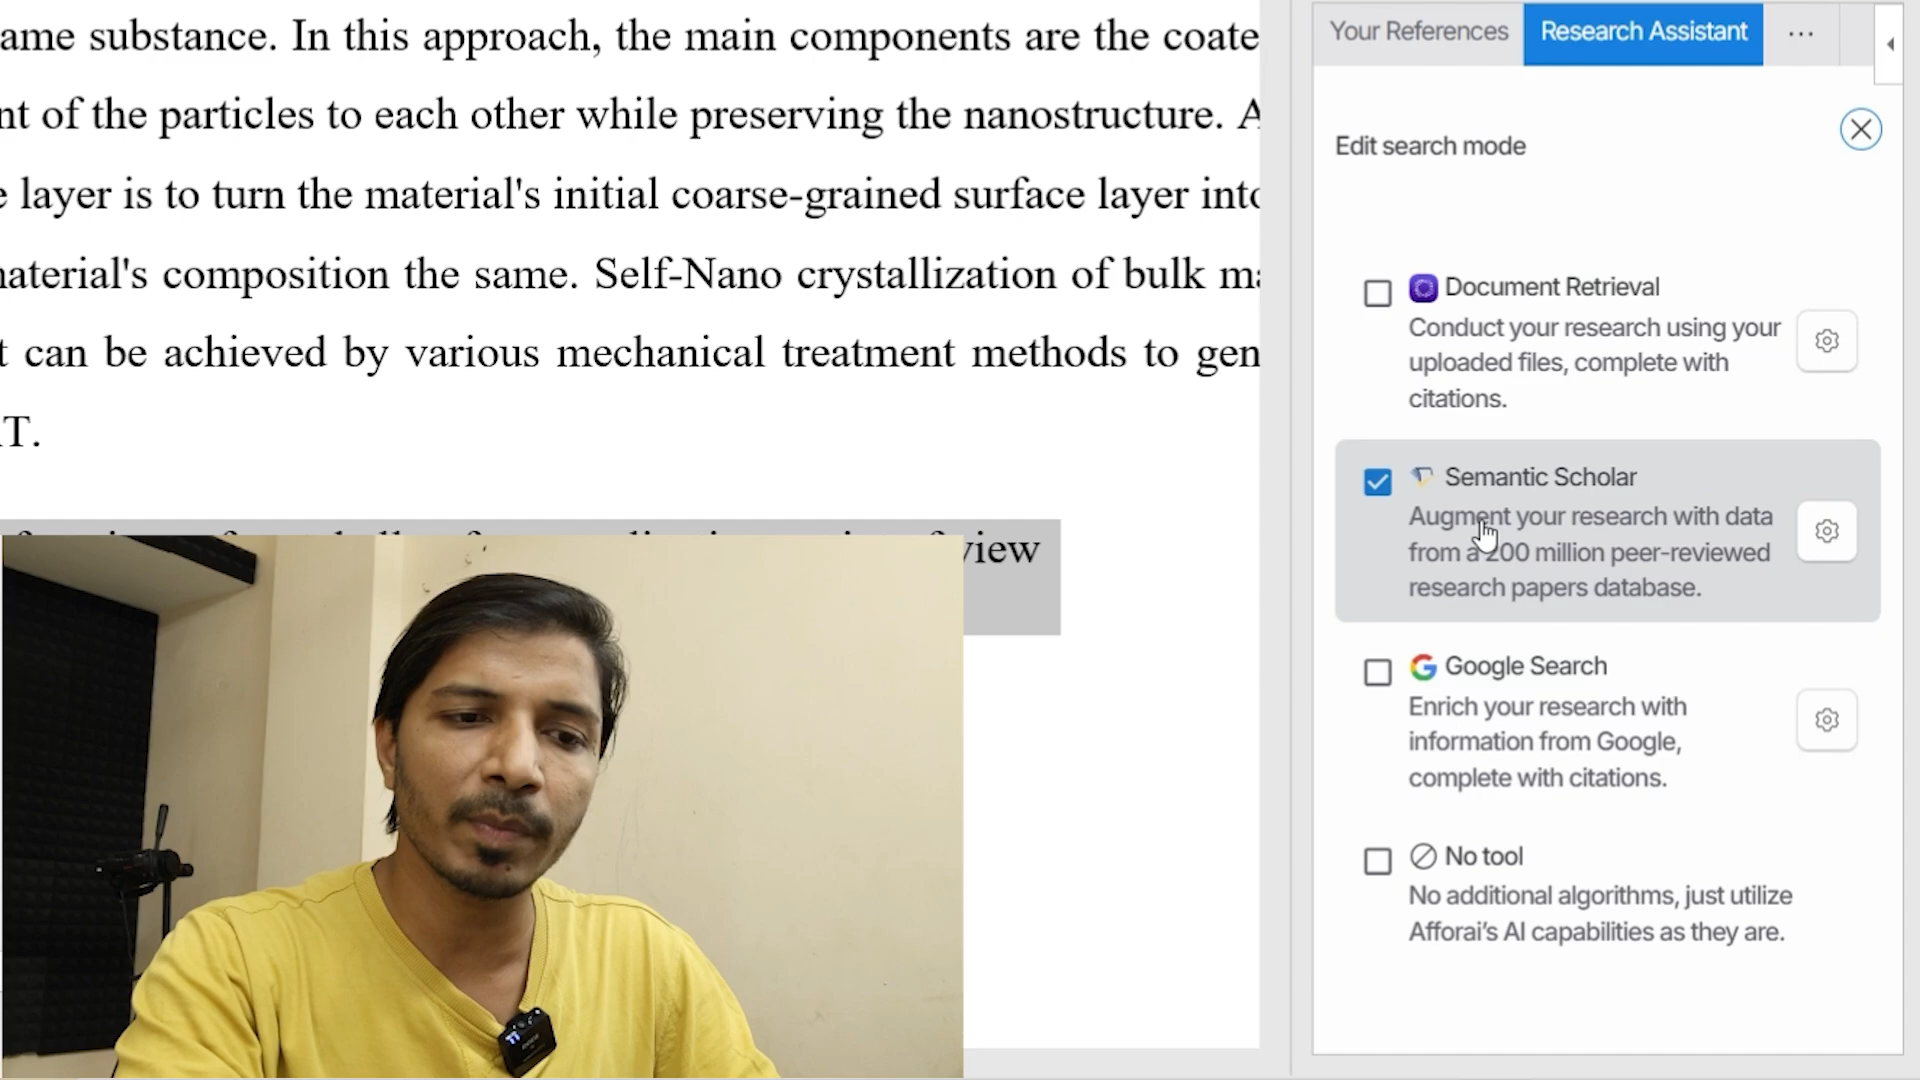 ame substance. In this approach, the main components are the coate
nt of the particles to each other while preserving the nanostructure. A
e layer is to turn the material's initial coarse-grained surface layer into
naterial's composition the same. Self-Nano crystallization of bulk ma
t can be achieved by various mechanical treatment methods to gen
T.
view
Your References
Research Assistant
...
Edit search mode
Document Retrieval
Conduct your research using your
uploaded files, complete with
citations.
Semantic Scholar
Augment your research with data
from a 200 million peer-reviewed
research papers database.
Google Search
Enrich your research with
information from Google,
complete with citations.
No tool
No additional algorithms, just utilize
Afforai's AI capabilities as they are.